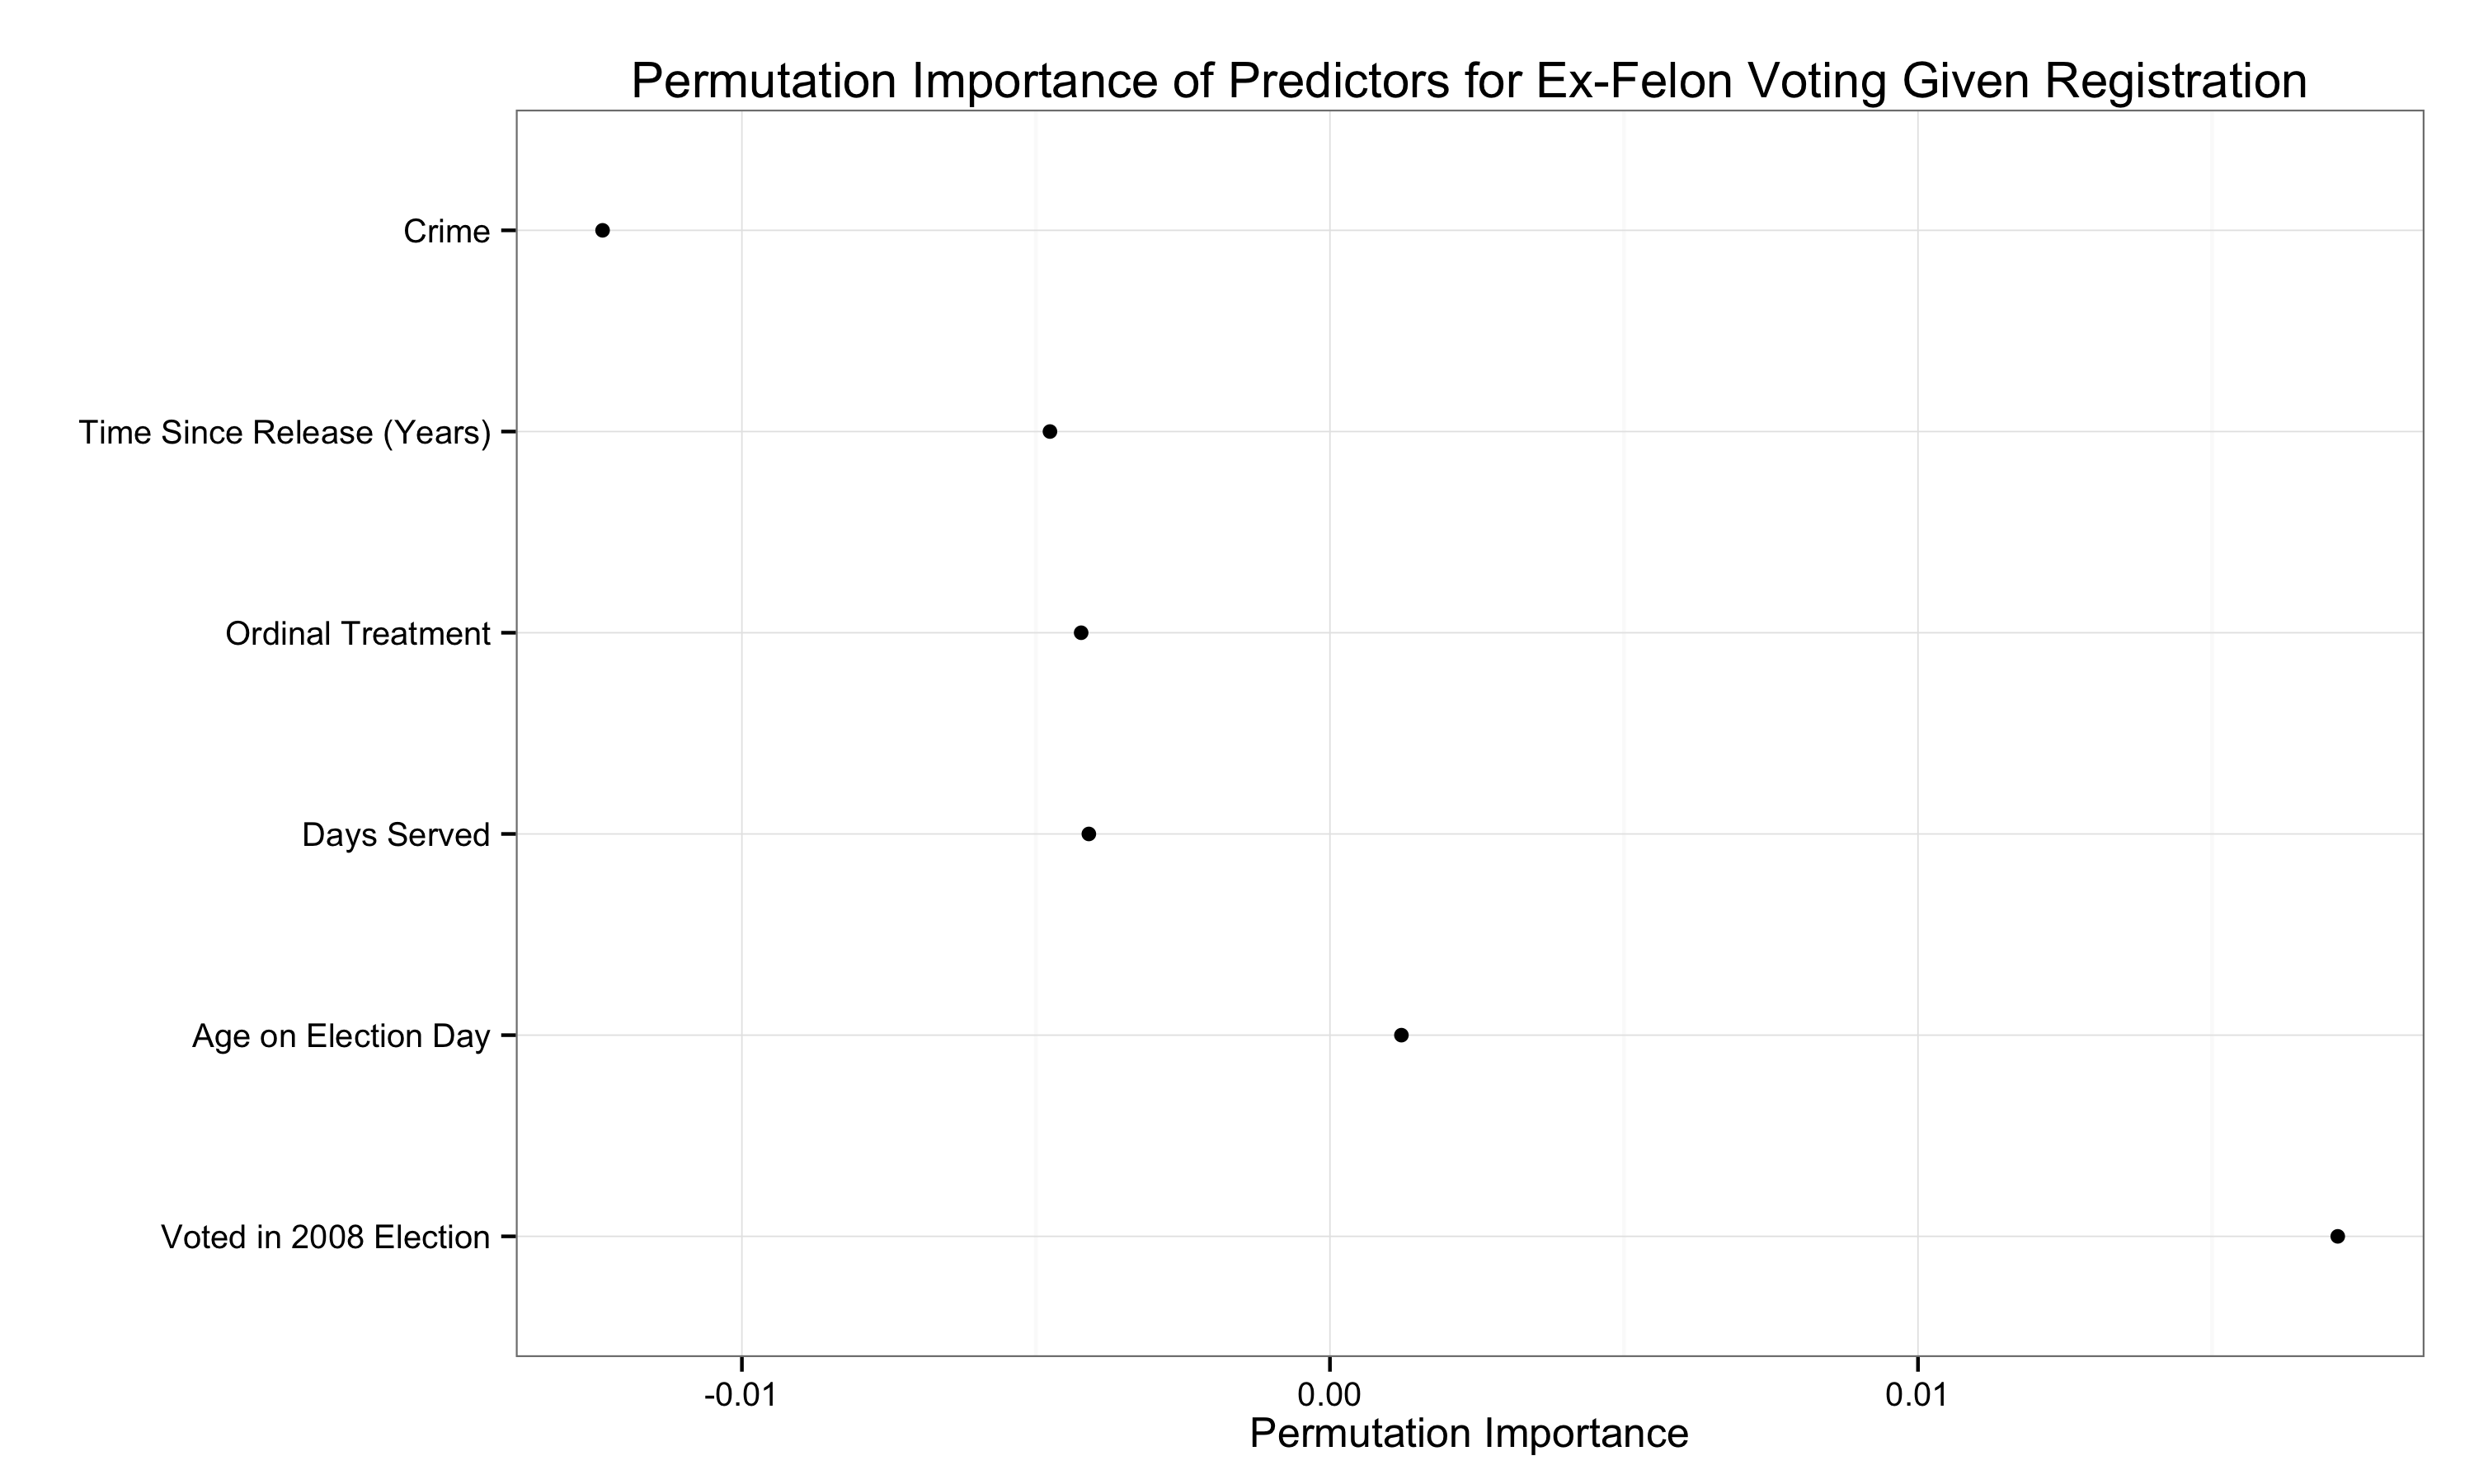 Permutation Importance of Predictors for Ex-Felon Voting Given Registration
Crime
Time Since Release (Years)
Ordinal Treatment
Days Served
Age on Election Day
Voted in 2008 Election
-0.01 0.00 0.01
Permutation Importance